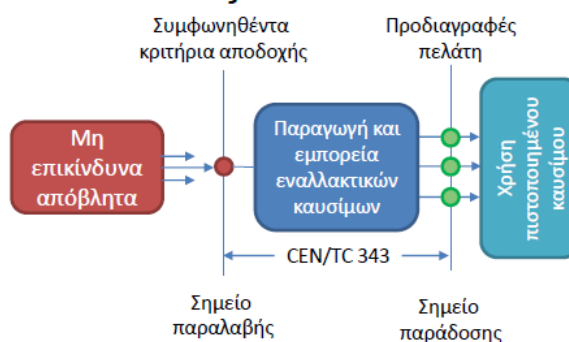 Συμφωνηθέντα
κριτήρια αποδοχής
Προδιαγραφές
πελάτη
Μη
επικίνδυνα
απόβλητα
Παραγωγή και
εμπορεία
εναλλακτικών
καυσίμων
Χρήση
πιστοποιημένου
καυσίμου
CEN/TC 343
Σημείο
παραλαβής
Σημείο
παράδοσης